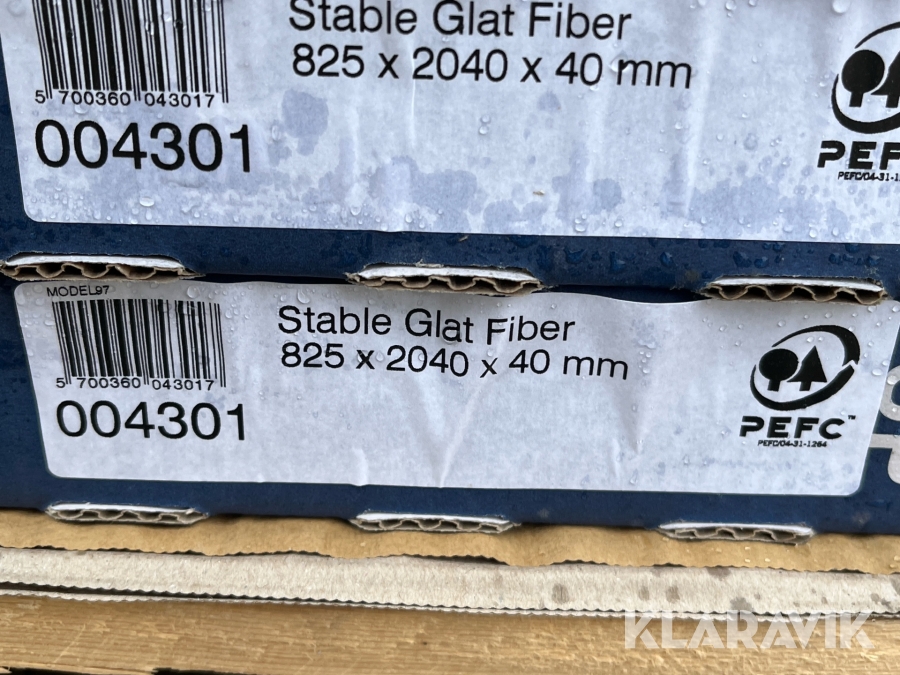 Stable Glat Fiber
825 x 2040 x 40 mm
5 700360 043017
004301
PEFC
MODEL97
Stable Glat Fiber
825 x 2040 x 40 mm
5 700360 043017
004301
PEFC™
PEFC/04-31-1264
KLARAVIK